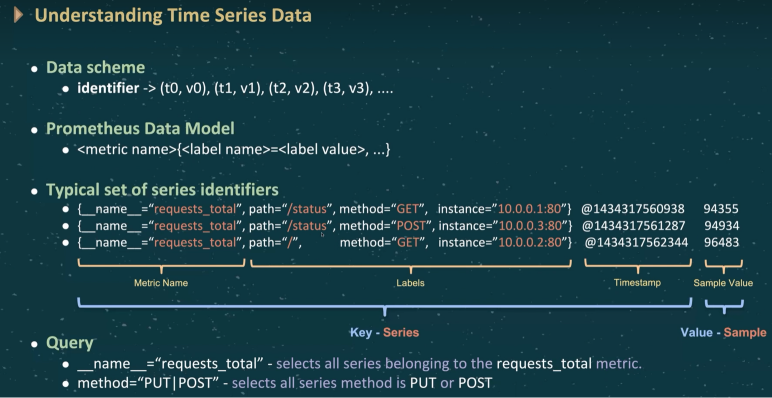 Understanding Time Series Data
Data scheme
identifier -> (t0, v0), (t1, v1), (t2, v2), (t3, v3), ....
Prometheus Data Model
<metric name>{<label name>=<label value>, ...}
Typical set of series identifiers
{__name__=“requests_total”, path=“/status”, method=“GET”, instance=”10.0.0.1:80”} @1434317560938 94355
{__name__=“requests_total”, path=“/status”, method=“POST”, instance=”10.0.0.3:80”} @1434317561287 94934
{__name__=“requests_total”, path=“/”, method=“GET”, instance=”10.0.0.2:80”} @1434317562344 96483
Metric Name Labels Timestamp Sample Value
Key - Series Value - Sample
Query
__name__=“requests_total” - selects all series belonging to the requests_total metric.
method=“PUT|POST” - selects all series method is PUT or POST